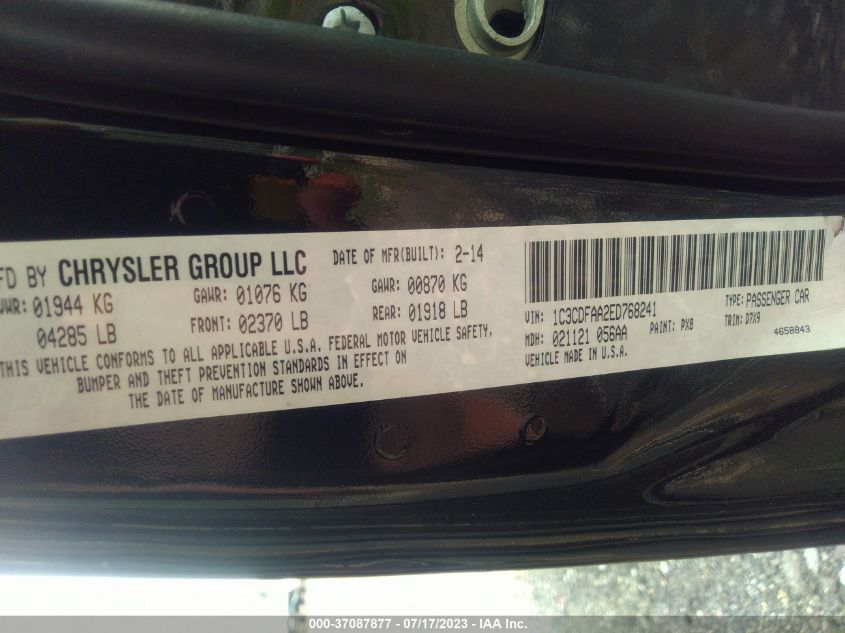 FD BY CHRYSLER GROUP LLC
DATE OF MFR(BUILT): 2-14
VWR: 01944 KG
GAWR: 01076 KG
GAWR: 00870 KG
04285 LB
FRONT: 02370 LB
REAR: 01918 LB
THIS VEHICLE CONFORMS TO ALL APPLICABLE U.S.A. FEDERAL MOTOR VEHICLE SAFETY,
BUMPER AND THEFT PREVENTION STANDARDS IN EFFECT ON
THE DATE OF MANUFACTURE SHOWN ABOVE.
VIN: 1C3CDFAA2ED768241
TYPE: PASSENGER CAR
MDH: 021121 056AA
PAINT: PX8
TRIM: D7X9
VEHICLE MADE IN U.S.A.
4658843
000-37087877 - 07/17/2023 - IAA Inc.